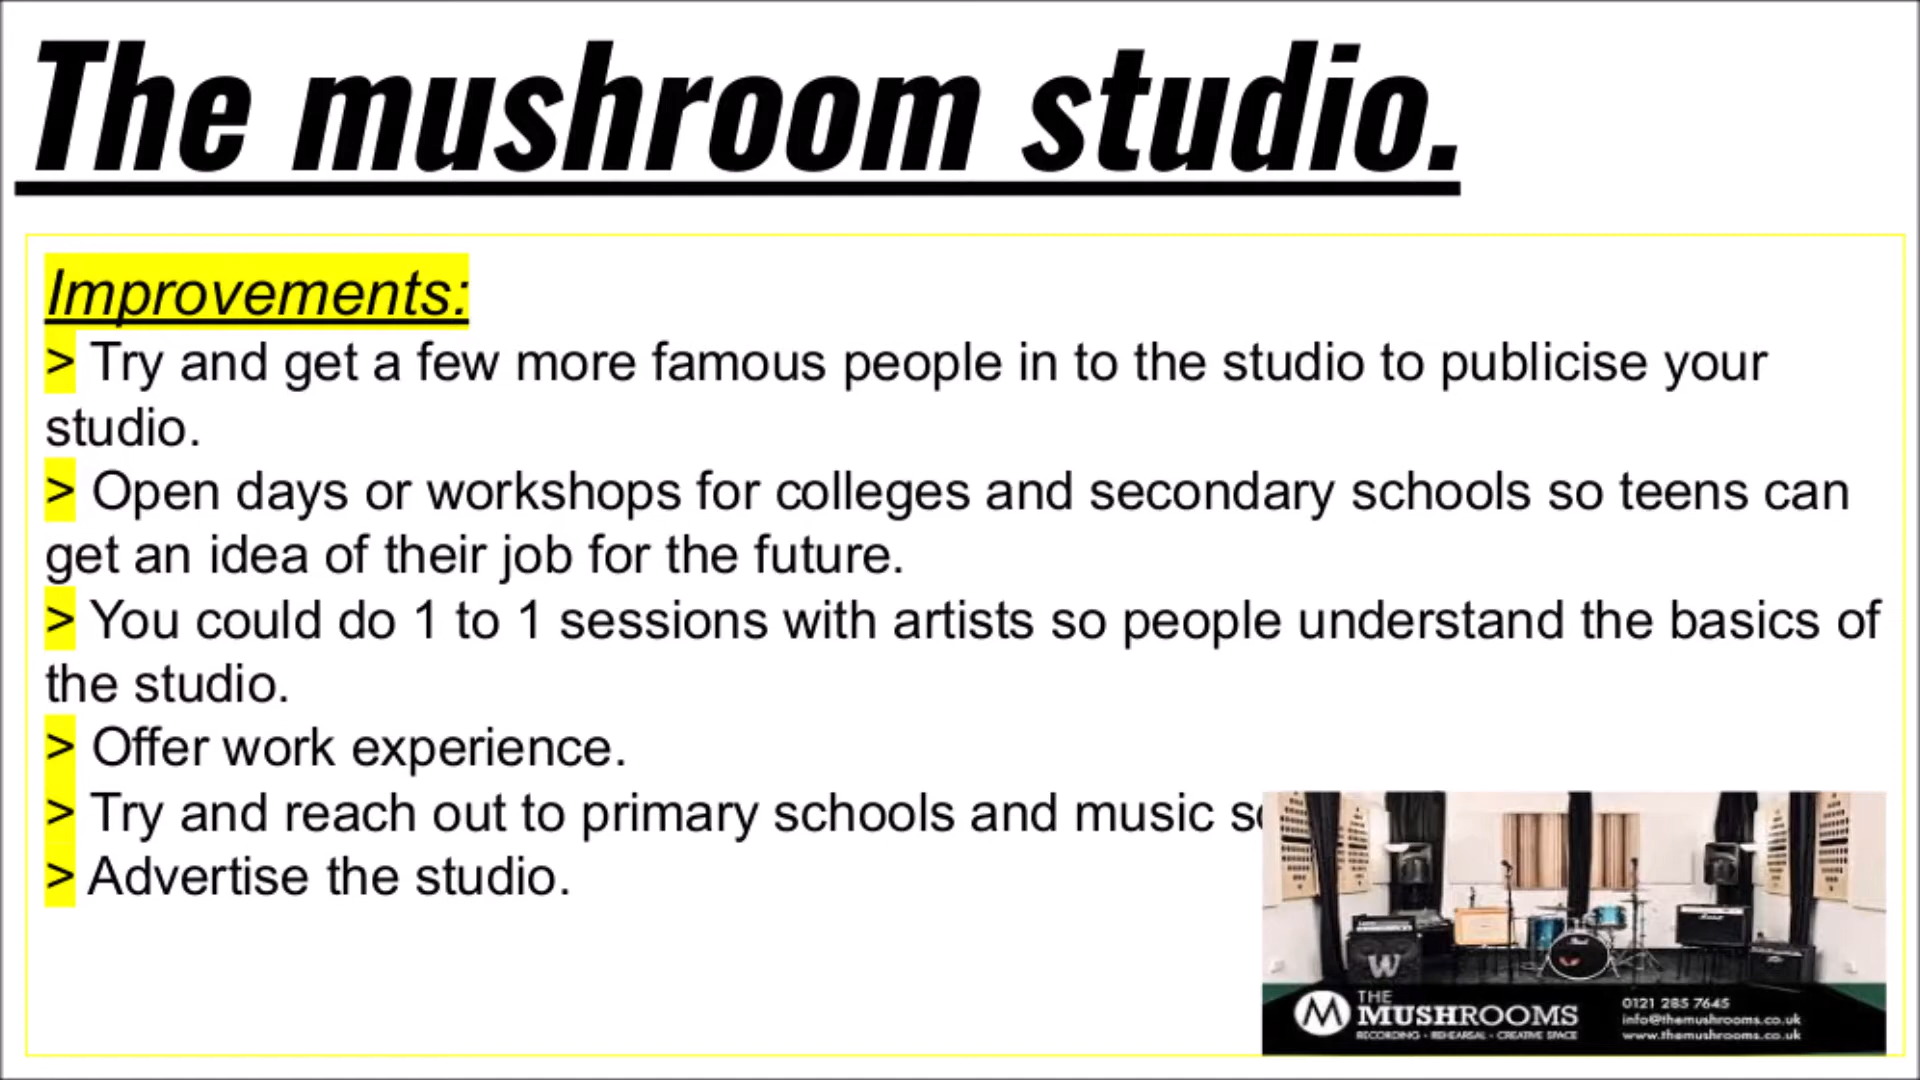 The mushroom studio.
Improvements:
> Try and get a few more famous people in to the studio to publicise your
studio.
> Open days or workshops for colleges and secondary schools so teens can
get an idea of their job for the future.
> You could do 1 to 1 sessions with artists so people understand the basics of
the studio.
> Offer work experience.
> Try and reach out to primary schools and music
> Advertise the studio.
W
M
THE
MUSHROOMS
RECORDING - REHEARSAL - CREATIVE SPACE
0121 285 7645
info@themushrooms.co.uk
www.themushrooms.co.uk